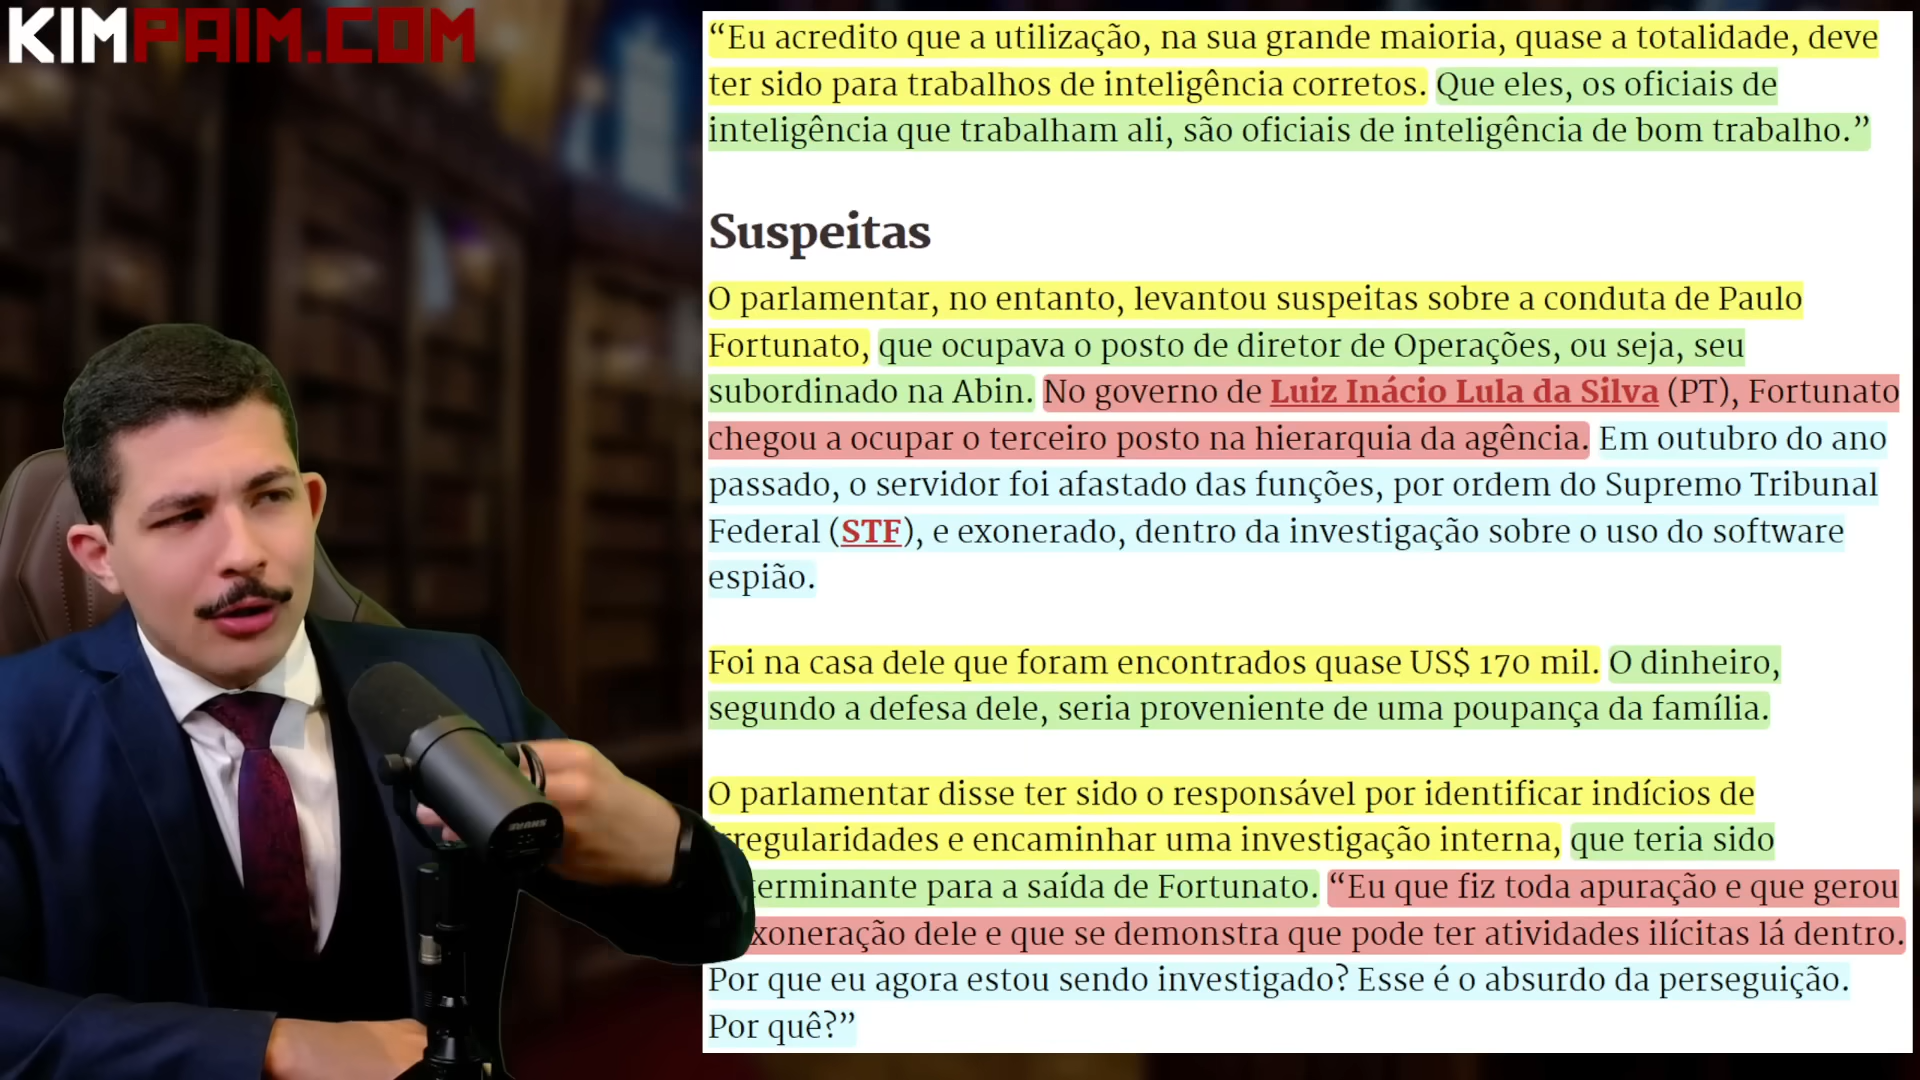 KIMPAIM.COM
“Eu acredito que a utilização, na sua grande maioria, quase a totalidade, deve
ter sido para trabalhos de inteligência corretos. Que eles, os oficiais de
inteligência que trabalham ali, são oficiais de inteligência de bom trabalho.”
Suspeitas
O parlamentar, no entanto, levantou suspeitas sobre a conduta de Paulo
Fortunato, que ocupava o posto de diretor de Operações, ou seja, seu
subordinado na Abin. No governo de Luiz Inácio Lula da Silva (PT), Fortunato
chegou a ocupar o terceiro posto na hierarquia da agência. Em outubro do ano
passado, o servidor foi afastado das funções, por ordem do Supremo Tribunal
Federal (STF), e exonerado, dentro da investigação sobre o uso do software
espião.
Foi na casa dele que foram encontrados quase US$ 170 mil. O dinheiro,
segundo a defesa dele, seria proveniente de uma poupança da família.
O parlamentar disse ter sido o responsável por identificar indícios de
rregularidades e encaminhar uma investigação interna, que teria sido
terminante para a saída de Fortunato. “Eu que fiz toda apuração e que gerou
xoneração dele e que se demonstra que pode ter atividades ilícitas lá dentro.
Por que eu agora estou sendo investigado? Esse é o absurdo da perseguição.
Por quê?”
SHURE